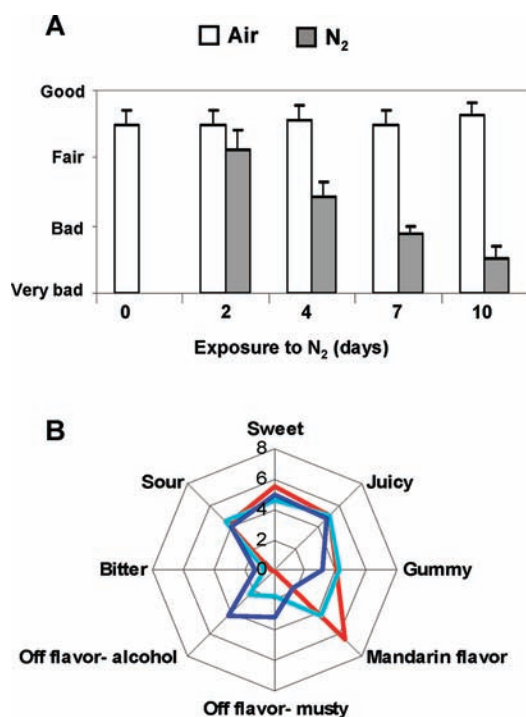 A
Air N₂
Good
Fair
Bad
Very bad
0 2 4 7 10
Exposure to N₂ (days)
B
Sweet
8
6
4
2
0
Juicy
Gummy
Mandarin flavor
Off flavor- musty
Off flavor- alcohol
Bitter
Sour